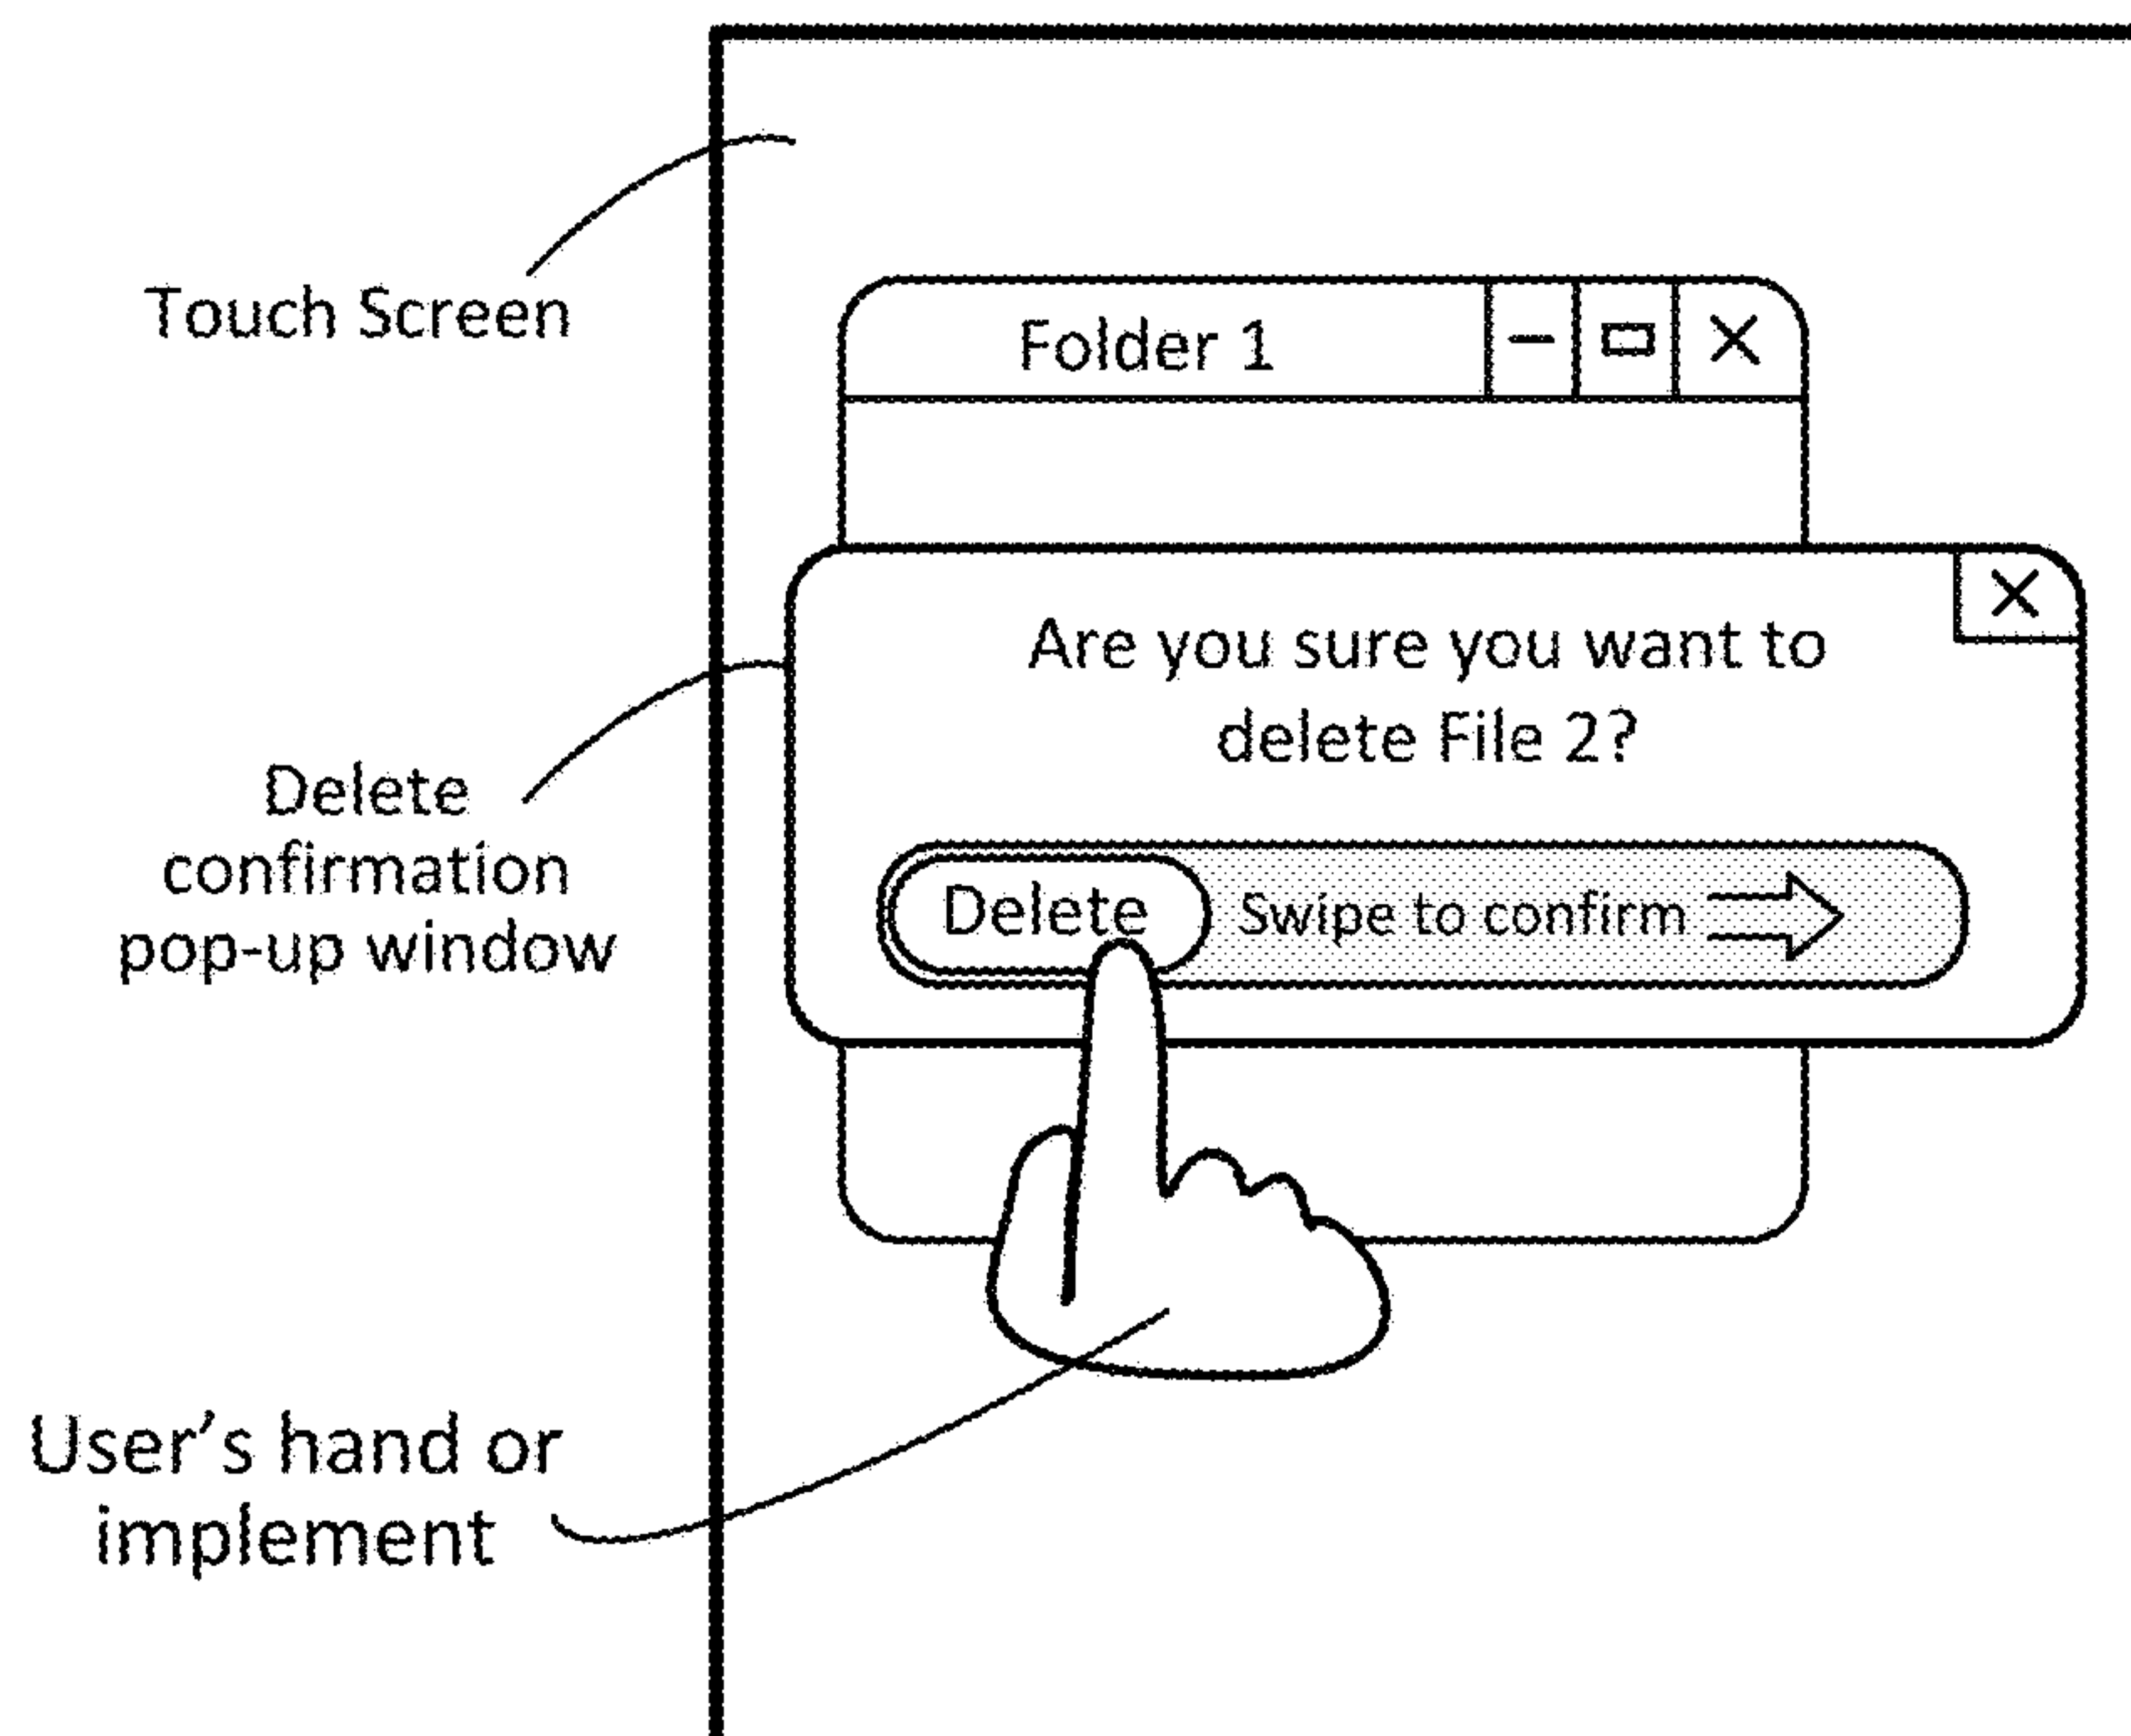 Touch Screen
Folder 1
Are you sure you want to
delete File 2?
Delete
confirmation
pop-up window
Delete
Swipe to confirm
User’s hand or
implement